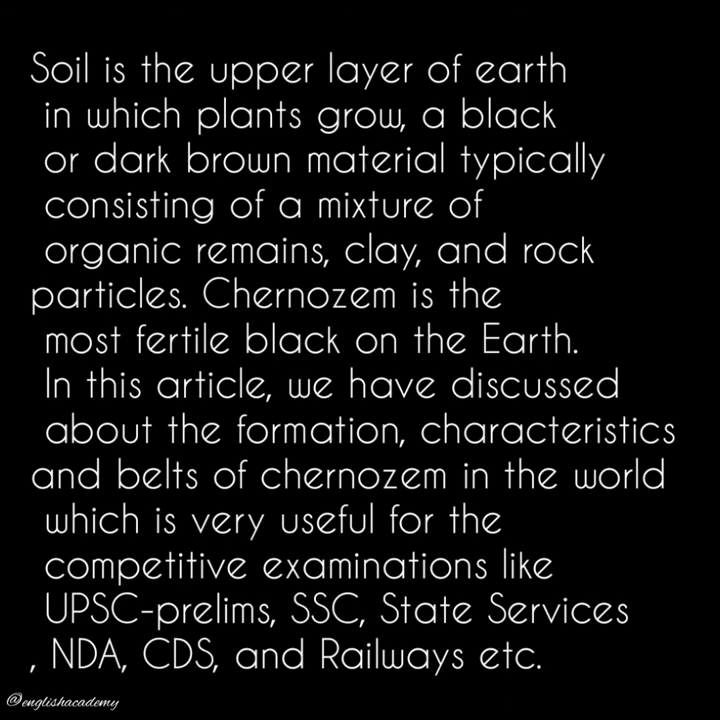 Soil is the upper layer of earth
in which plants grow, a black
or dark brown material typically
consisting of a mixture of
organic remains, clay, and rock
particles. Chernozem is the
most fertile black on the Earth.
In this article, we have discussed
about the formation, characteristics
and belts of chernozem in the world
which is very useful for the
competitive examinations like
UPSC-prelims, SSC, State Services
, NDA, CDS, and Railways etc.
@englishacademy